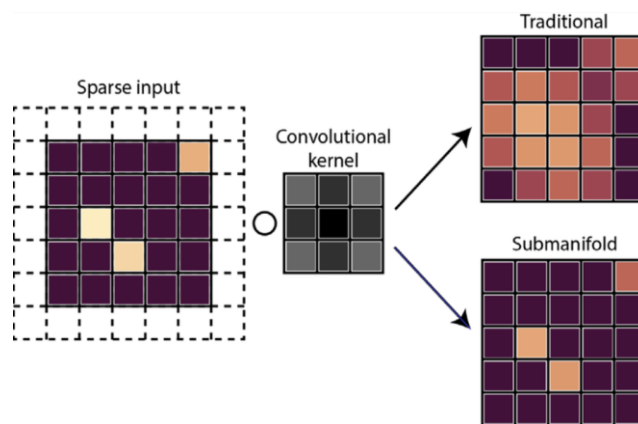 Traditional
Sparse input
Convolutional
kernel
Submanifold